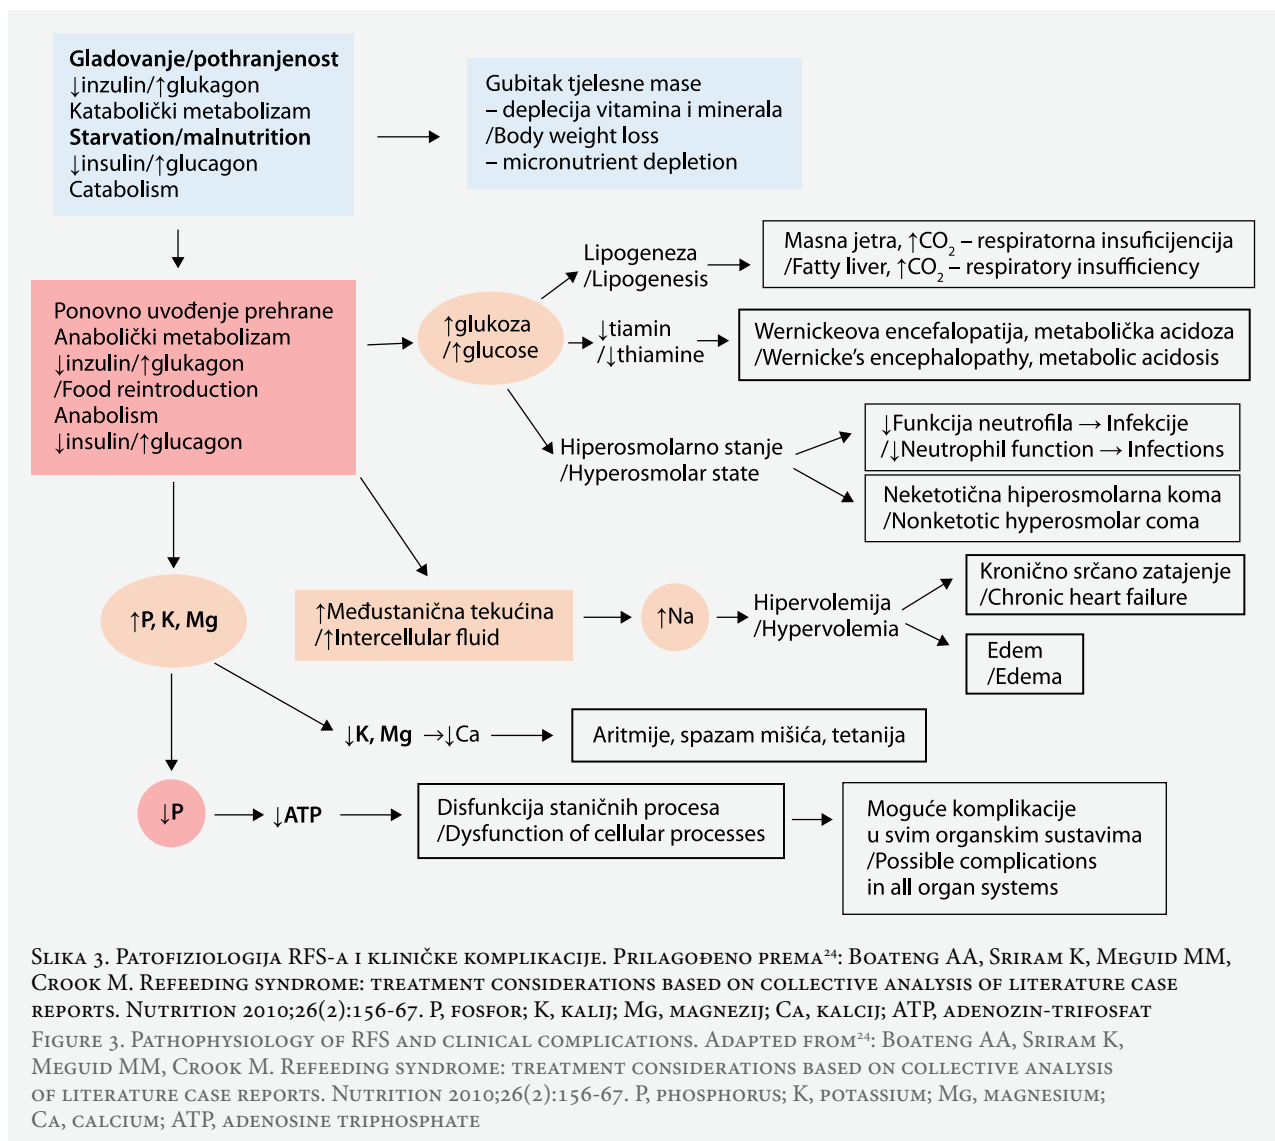 Gladovanje/pothranjenost
↓inzulin/↑glukagon
Katabolički metabolizam
Starvation/malnutrition
↓insulin/↑glucagon
Catabolism
Gubitak tjelesne mase
– deplecija vitamina i minerala
/Body weight loss
– micronutrient depletion
Ponovno uvođenje prehrane
Anabolički metabolizam
↓inzulin/↑glukagon
/Food reintroduction
Anabolism
↓insulin/↑glucagon
↑glukoza
/↑glucose
Lipogeneza
/Lipogenesis
Masna jetra, ↑CO₂ – respiratorna insuficijencija
/Fatty liver, ↑CO₂ – respiratory insufficiency
↓tiamin
/↓thiamine
Wernickeova encefalopatija, metabolička acidoza
/Wernicke's encephalopathy, metabolic acidosis
Hiperosmolarno stanje
/Hyperosmolar state
↓Funkcija neutrofila → Infekcije
/↓Neutrophil function → Infections
Neketotična hiperosmolarna koma
/Nonketotic hyperosmolar coma
↑P, K, Mg
↑Međustanična tekućina
/↑Intercellular fluid
↑Na
Hipervolemija
/Hypervolemia
Kronično srčano zatajenje
/Chronic heart failure
Edem
/Edema
↓K, Mg →↓Ca
Aritmije, spazam mišića, tetanija
↓P
↓ATP
Disfunkcija staničnih procesa
/Dysfunction of cellular processes
Moguće komplikacije
u svim organskim sustavima
/Possible complications
in all organ systems
Slika 3. Patofiziologija RFS-a i kliničke komplikacije. Prilagođeno prema²⁴: Boateng AA, Sriram K, Meguid MM,
Crook M. Refeeding syndrome: treatment considerations based on collective analysis of literature case
reports. Nutrition 2010;26(2):156-67. P, fosfor; K, kalij; Mg, magnezij; Ca, kalcij; ATP, adenozin-trifosfat
Figure 3. Pathophysiology of RFS and clinical complications. Adapted from²⁴: Boateng AA, Sriram K,
Meguid MM, Crook M. Refeeding syndrome: treatment considerations based on collective analysis
of literature case reports. Nutrition 2010;26(2):156-67. P, phosphorus; K, potassium; Mg, magnesium;
Ca, calcium; ATP, adenosine triphosphate